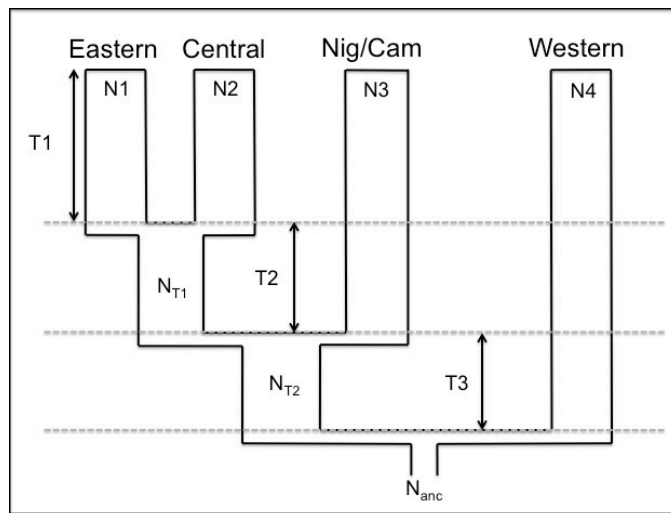 Eastern Central Nig/Cam Western
N1 N2 N3 N4
T1
T2
NT1
T3
NT2
Nanc